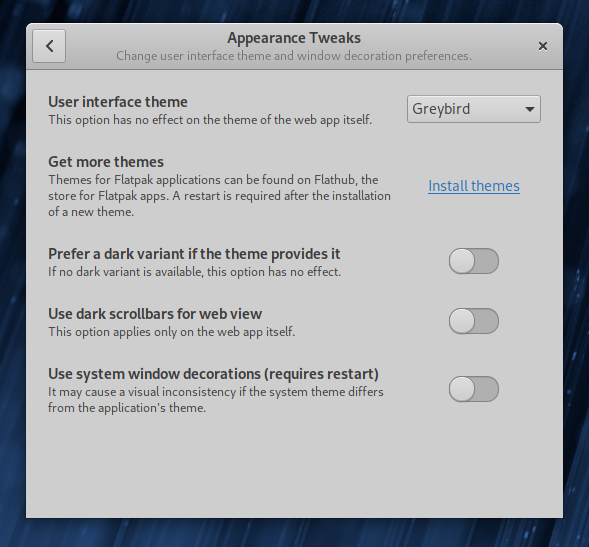 Appearance Tweaks
Change user interface theme and window decoration preferences.
User interface theme
This option has no effect on the theme of the web app itself.
Greybird
Get more themes
Themes for Flatpak applications can be found on Flathub, the
store for Flatpak apps. A restart is required after the installation
of a new theme.
Install themes
Prefer a dark variant if the theme provides it
If no dark variant is available, this option has no effect.
Use dark scrollbars for web view
This option applies only on the web app itself.
Use system window decorations (requires restart)
It may cause a visual inconsistency if the system theme differs
from the application's theme.